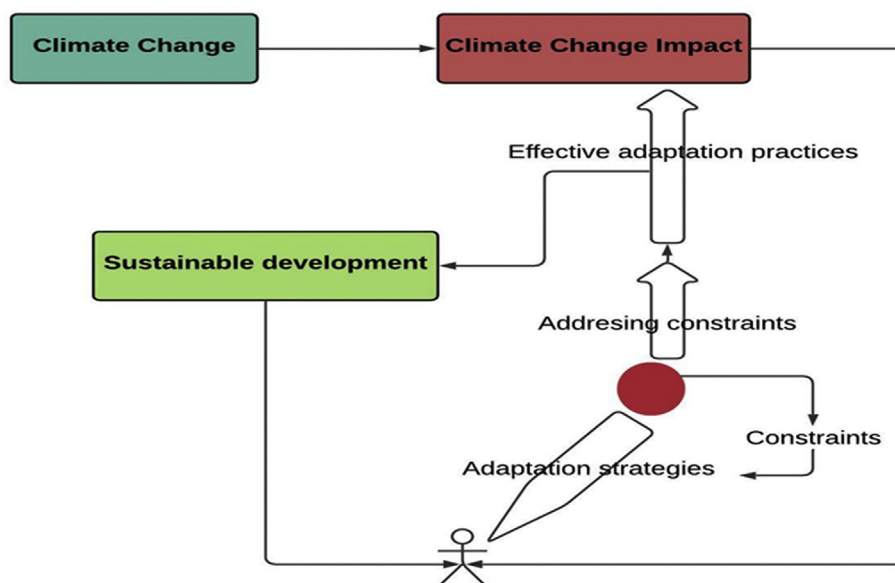 Climate Change
Climate Change Impact
Effective adaptation practices
Sustainable development
Addresing constraints
Constraints
Adaptation strategies